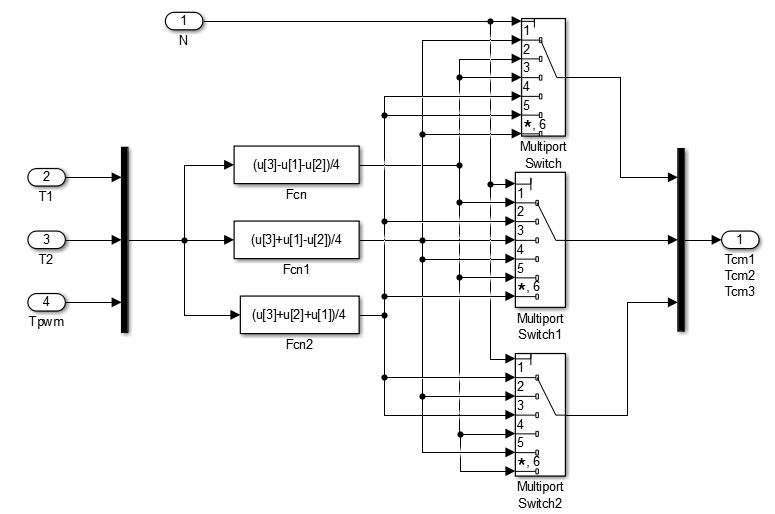 1
N
2
T1
3
T2
4
Tpwm
(u[3]-u[1]-u[2])/4
Fcn
(u[3]+u[1]-u[2])/4
Fcn1
(u[3]+u[2]+u[1])/4
Fcn2
1
2
3
4
5
*, 6
Multiport
Switch
1
2
3
4
5
*, 6
Multiport
Switch1
1
2
3
4
5
*, 6
Multiport
Switch2
1
Tcm1
Tcm2
Tcm3